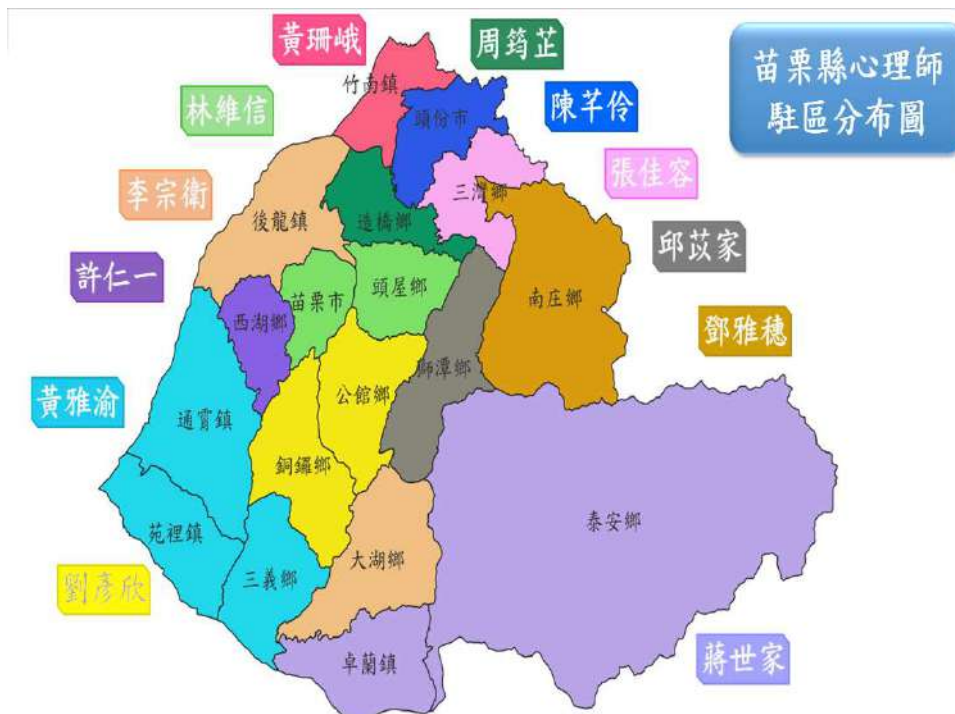 黃珊峨
周筠芷
苗栗縣心理師
駐區分布圖
竹南鎮
林維信
頭份市
陳芊伶
李宗衛
三灣鄉
張佳容
後龍鎮
造橋鄉
許仁一
邱苡家
苗栗市
頭屋鄉
南庄鄉
西湖鄉
鄧雅穗
獅潭鄉
黃雅渝
公館鄉
通霄鎮
銅鑼鄉
泰安鄉
苑裡鎮
大湖鄉
劉彥欣
三義鄉
卓蘭鎮
蔣世家